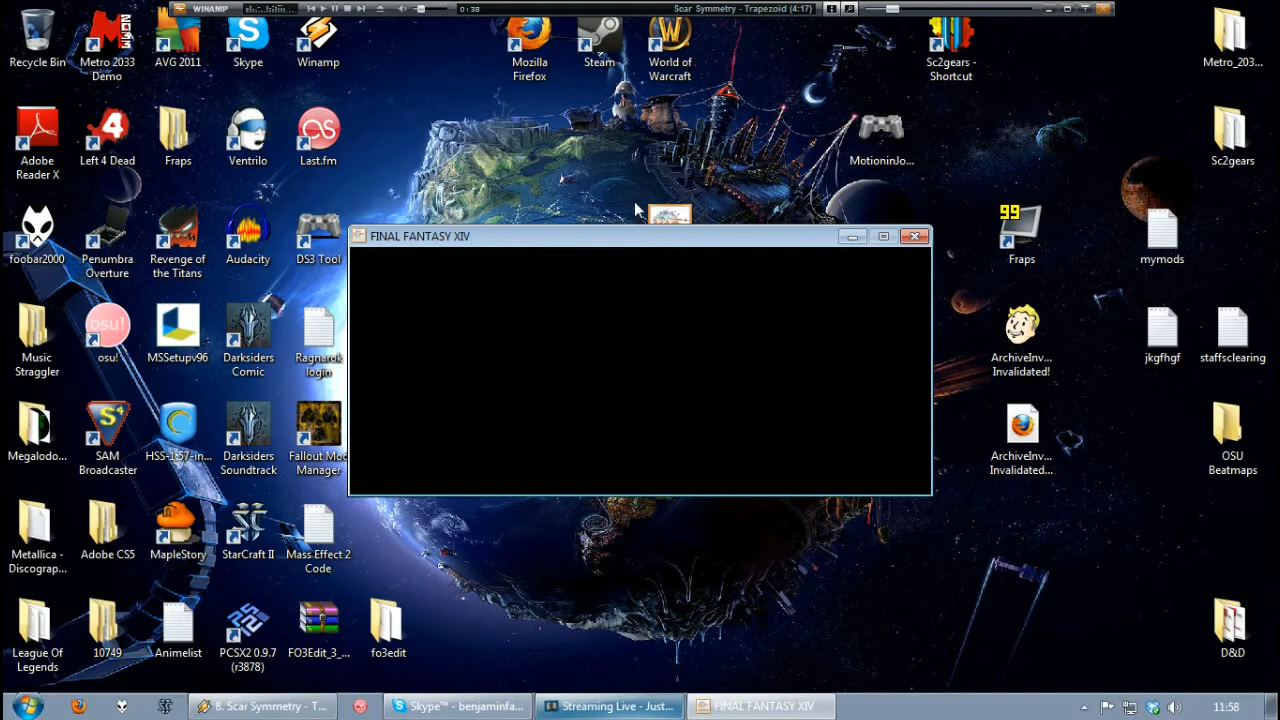 WINAMP
0:38
Scar Symmetry - Trapezoid (4:17)
Recycle Bin
Metro 2033
Demo
AVG 2011
Skype
Winamp
Mozilla
Firefox
Steam
World of
Warcraft
Sc2gears -
Shortcut
Metro_203...
Adobe
Reader X
Left 4 Dead
Fraps
Ventrilo
Last.fm
MotioninJo...
Sc2gears
foobar2000
Penumbra
Overture
Revenge of
the Titans
Audacity
DS3 Tool
FINAL FANTASY XIV
99
Fraps
mymods
Music
Straggler
osu!
osu!
MSSetupv96
Darksiders
Comic
Ragnarok
login
ArchiveInv...
Invalidated!
jkgfhgf
staffsclearing
Megalodo...
SAM
Broadcaster
HSS-1.57-in...
Darksiders
Soundtrack
Fallout Mod
Manager
ArchiveInv...
Invalidated...
OSU
Beatmaps
Metallica -
Discograp...
Adobe CS5
MapleStory
StarCraft II
Mass Effect 2
Code
League Of
Legends
10749
Animelist
PCSX2 0.9.7
(r3878)
FO3Edit_3_...
fo3edit
D&D
8. Scar Symmetry - T...
Skype™ - benjaminfa...
Streaming Live - Just...
FINAL FANTASY XIV
11:58